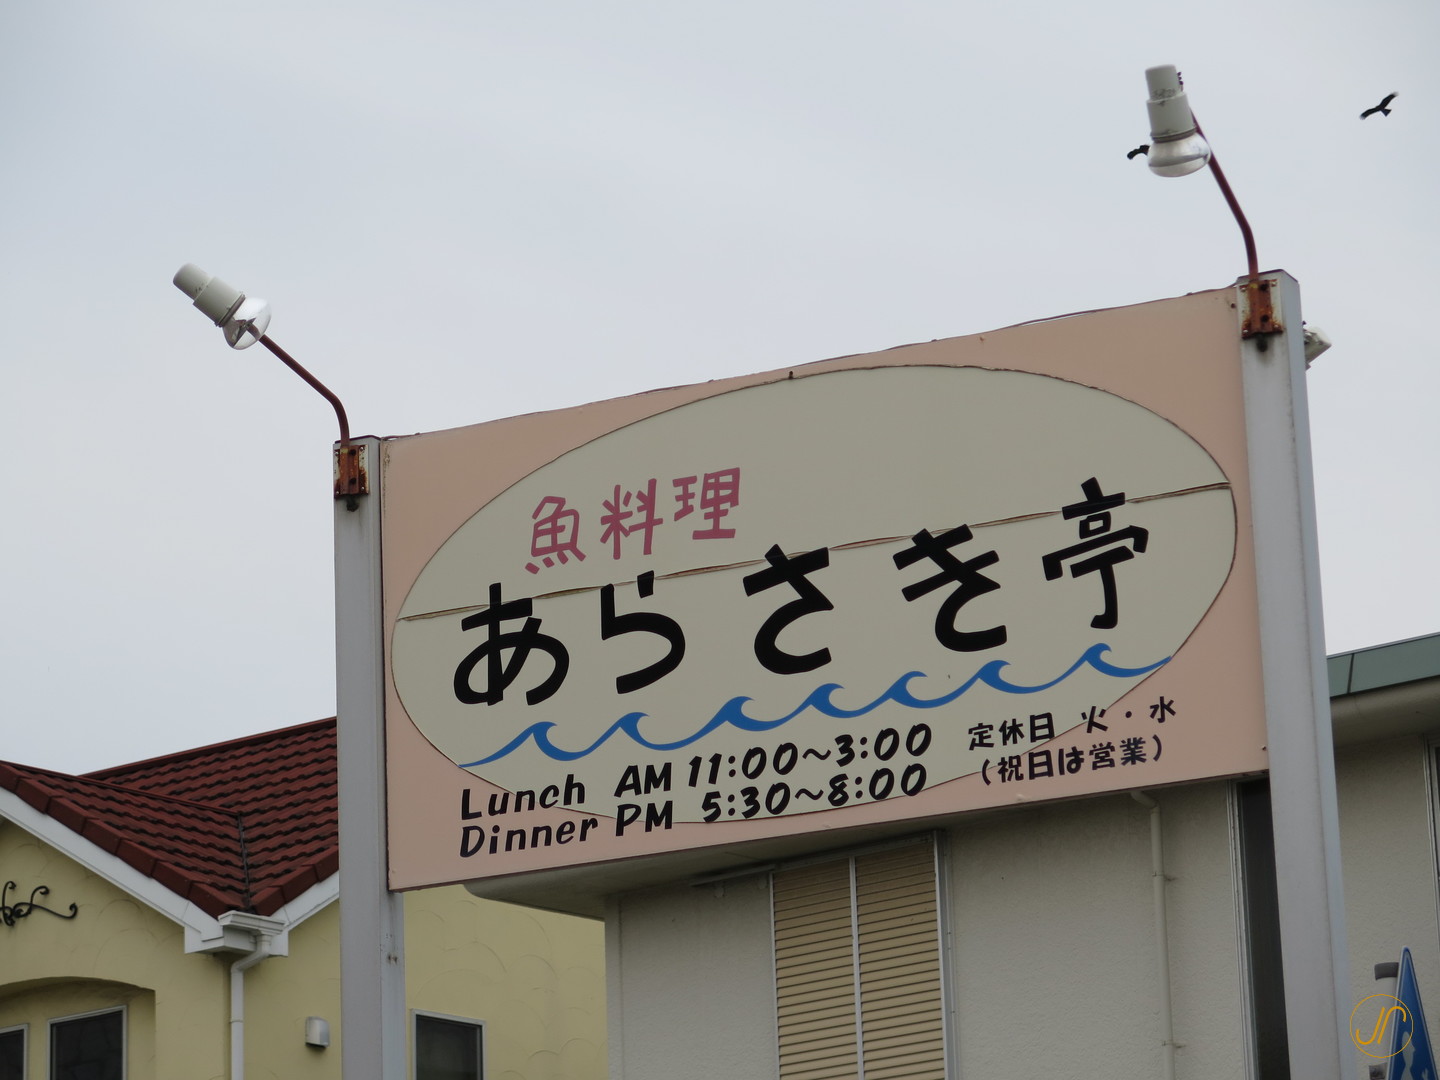 魚料理
あらさき亭
Lunch AM 11:00～3:00
Dinner PM 5:30～8:00
定休日 火・水
(祝日は営業)